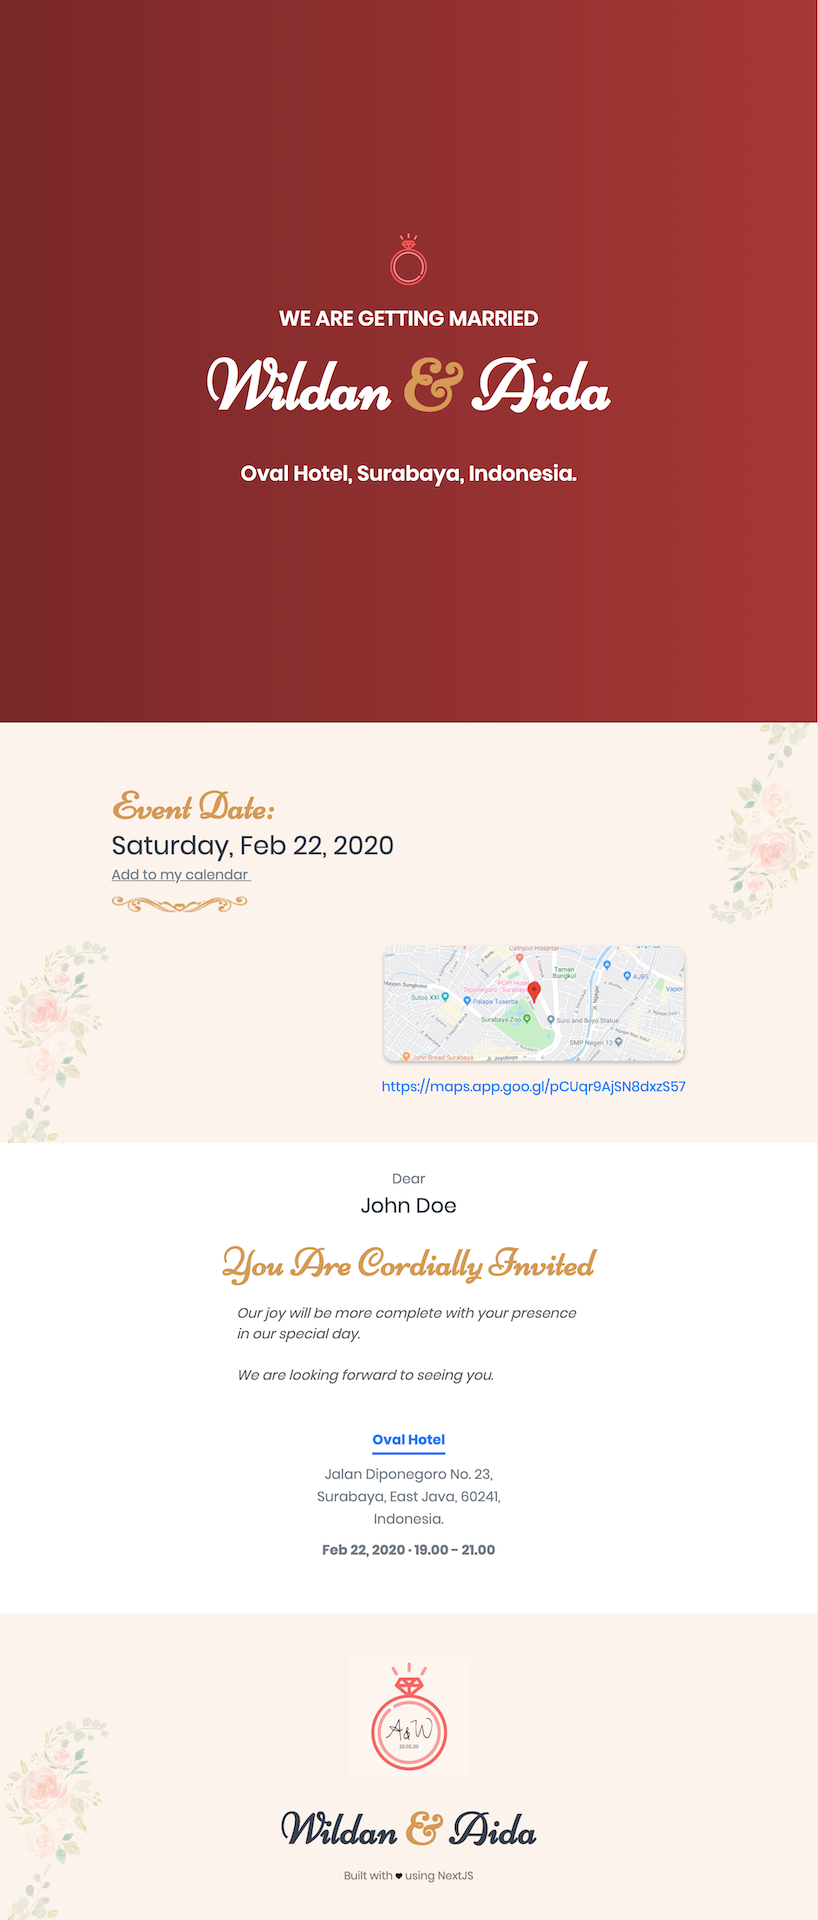 WE ARE GETTING MARRIED
Wildan & Aida
Oval Hotel, Surabaya, Indonesia.
Event Date:
Saturday, Feb 22, 2020
Add to my calendar
Catholic Hospital
Taman
Bungkul
AJBS
Mayjen Sungkono
POP! Hotel
Diponegoro - Surabaya
Vapor
Sutos XXI
Palapa Toserba
Jl. Ngagel
Surabaya Zoo
Suro and Boyo Statue
SMP Negeri 12
John Bread Surabaya
Jl. Joyoboyo
https://maps.app.goo.gl/pCUqr9AjSN8dxzS57
Dear
John Doe
You Are Cordially Invited
Our joy will be more complete with your presence
in our special day.
We are looking forward to seeing you.
Oval Hotel
Jalan Diponegoro No. 23,
Surabaya, East Java, 60241,
Indonesia.
Feb 22, 2020 · 19.00 - 21.00
A&W
22.02.20
Wildan & Aida
Built with ❤ using NextJS